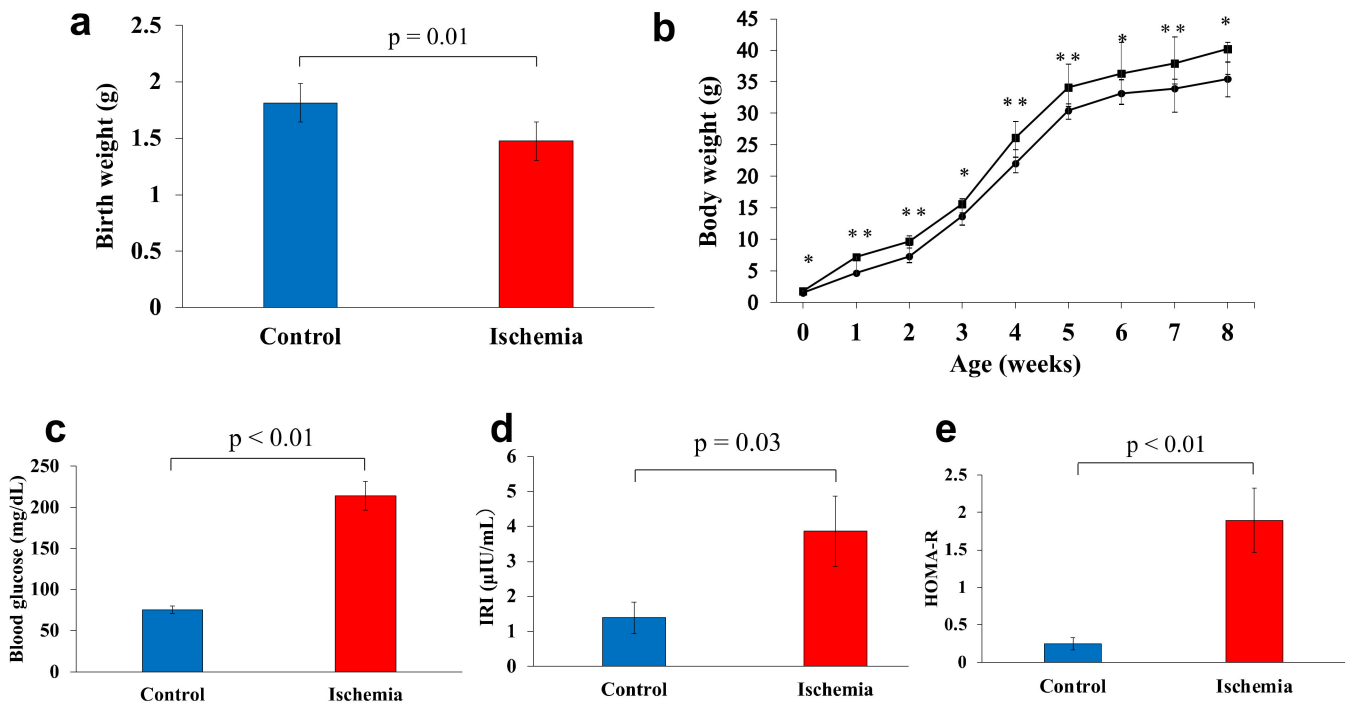 a
p = 0.01
Birth weight (g)
2.5
2
1.5
1
0.5
0
Control Ischemia
b
Body weight (g)
45
40
35
30
25
20
15
10
5
0
* ** ** * ** ** * ** *
0 1 2 3 4 5 6 7 8
Age (weeks)
c
p < 0.01
Blood glucose (mg/dL)
250
200
150
100
50
0
Control Ischemia
d
p = 0.03
IRI (μIU/mL)
6
5
4
3
2
1
0
Control Ischemia
e
p < 0.01
HOMA-R
2.5
2
1.5
1
0.5
0
Control Ischemia